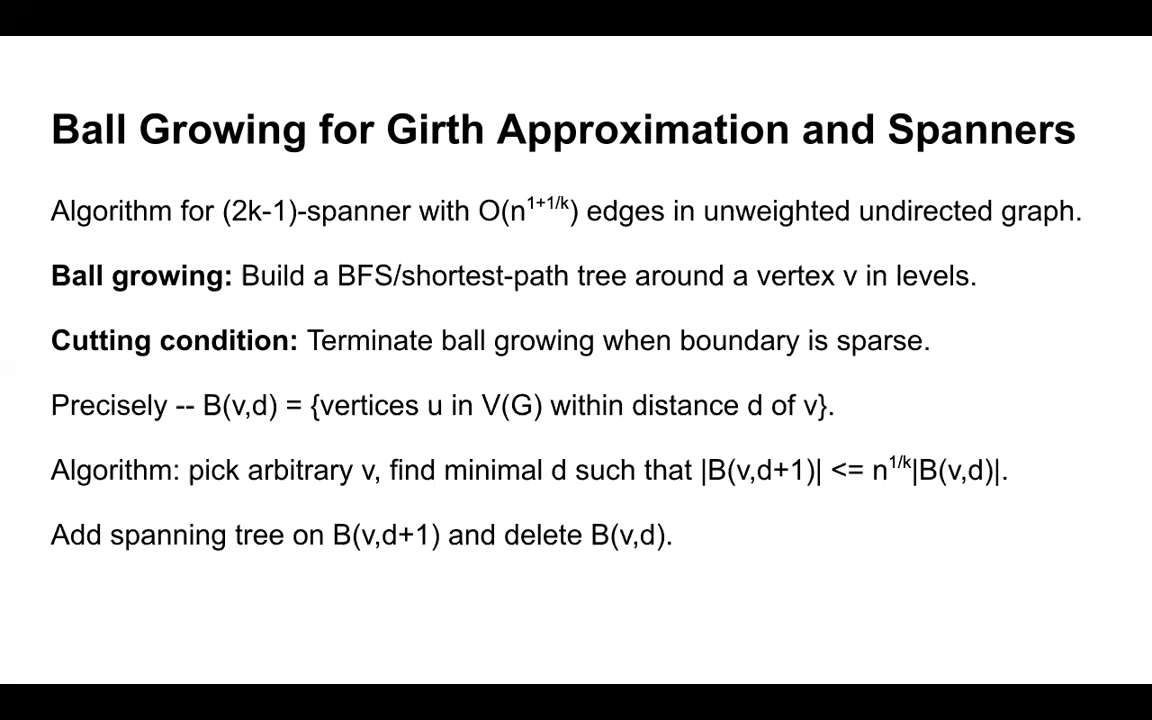 Ball Growing for Girth Approximation and Spanners
Algorithm for (2k-1)-spanner with O(n^{1+1/k}) edges in unweighted undirected graph.
Ball growing: Build a BFS/shortest-path tree around a vertex v in levels.
Cutting condition: Terminate ball growing when boundary is sparse.
Precisely -- B(v,d) = {vertices u in V(G) within distance d of v}.
Algorithm: pick arbitrary v, find minimal d such that |B(v,d+1)| <= n^{1/k}|B(v,d)|.
Add spanning tree on B(v,d+1) and delete B(v,d).